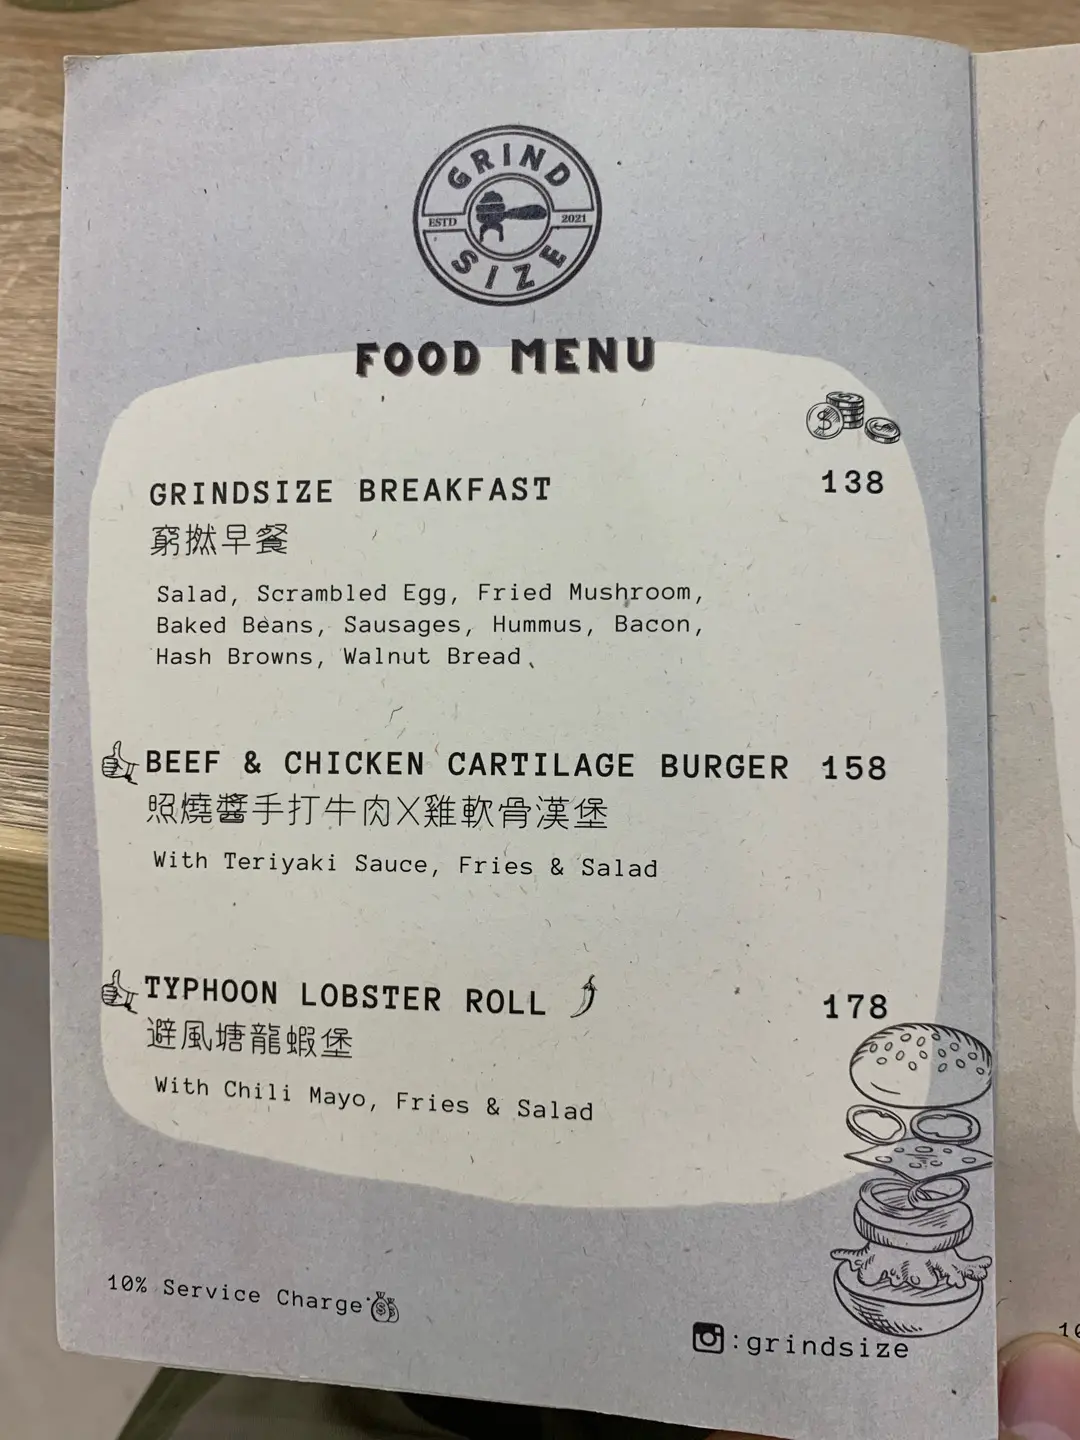 GRIND
ESTD 2021
SIZE
FOOD MENU
GRINDSIZE BREAKFAST 138
窮撚早餐
Salad, Scrambled Egg, Fried Mushroom,
Baked Beans, Sausages, Hummus, Bacon,
Hash Browns, Walnut Bread
BEEF & CHICKEN CARTILAGE BURGER 158
照燒醬手打牛肉X雞軟骨漢堡
With Teriyaki Sauce, Fries & Salad
TYPHOON LOBSTER ROLL 178
避風塘龍蝦堡
With Chili Mayo, Fries & Salad
10% Service Charge
:grindsize